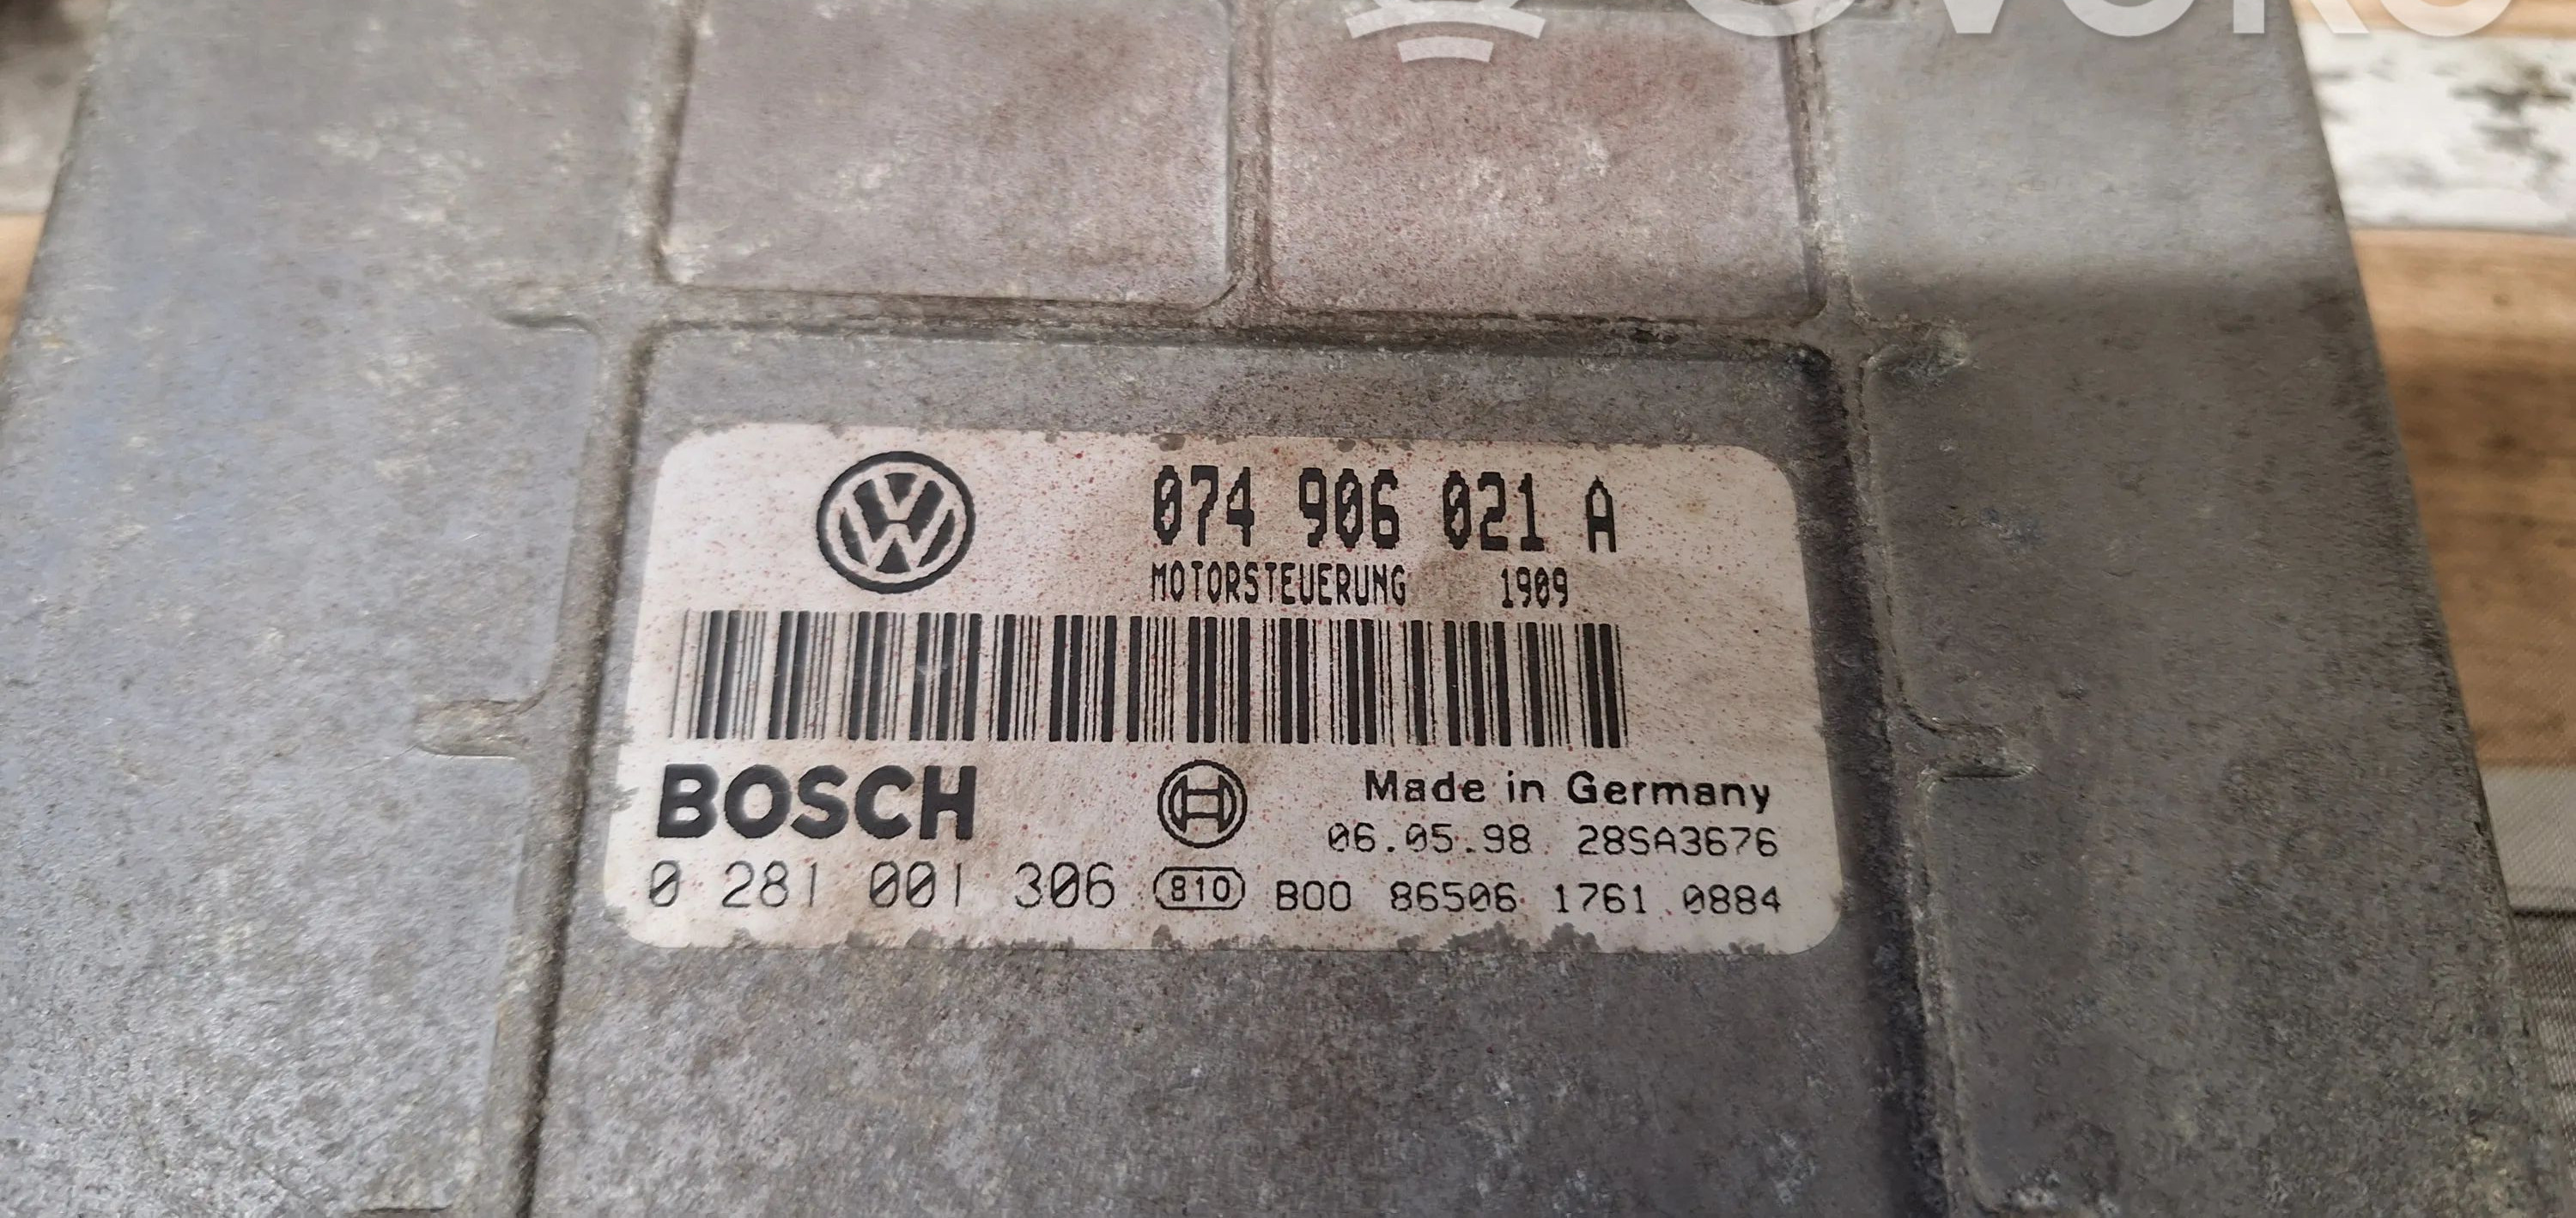 074 906 021 A
MOTORSTEUERUNG 1909
BOSCH
Made in Germany
06.05.98 28SA3676
0 281 001 306 810 B00 86506 1761 0884